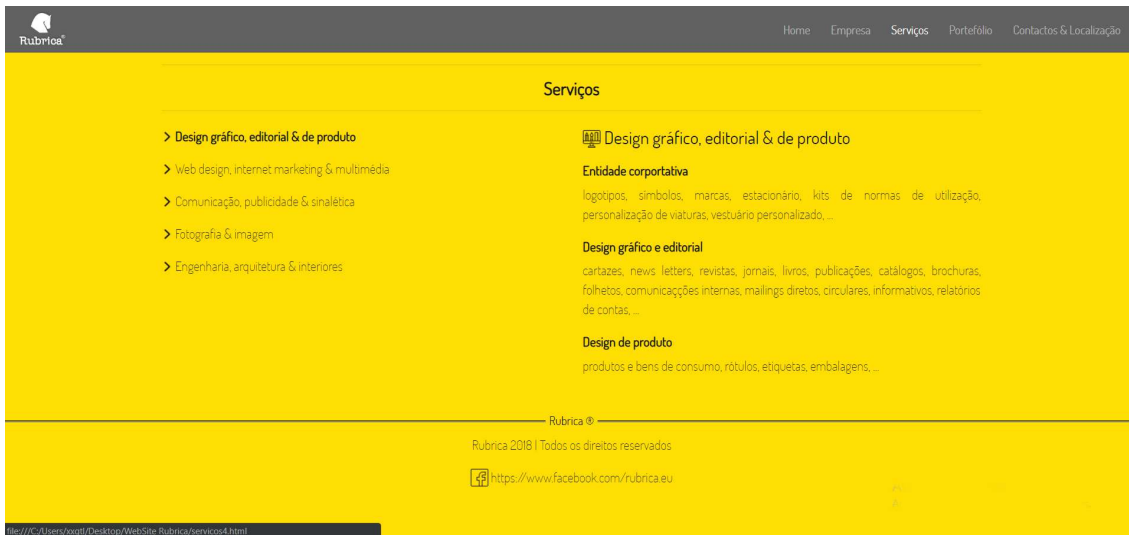 Rubrica®
Home Empresa Serviços Portefólio Contactos & Localização
Serviços
Design gráfico, editorial & de produto
Web design, internet marketing & multimédia
Comunicação, publicidade & sinalética
Fotografia & imagem
Engenharia, arquitetura & interiores
Design gráfico, editorial & de produto
Entidade corportativa
logotipos, símbolos, marcas, estacionário, kits de normas de utilização,
personalização de viaturas, vestuário personalizado, ...
Design gráfico e editorial
cartazes, news letters, revistas, jornais, livros, publicações, catálogos, brochuras,
folhetos, comunicacções internas, mailings diretos, circulares, informativos, relatórios
de contas, ...
Design de produto
produtos e bens de consumo, rótulos, etiquetas, embalagens, ...
Rubrica ®
Rubrica 2018 | Todos os direitos reservados
https://www.facebook.com/rubrica.eu
file:///C:/Users/xxqtl/Desktop/WebSite Rubrica/servicos4.html